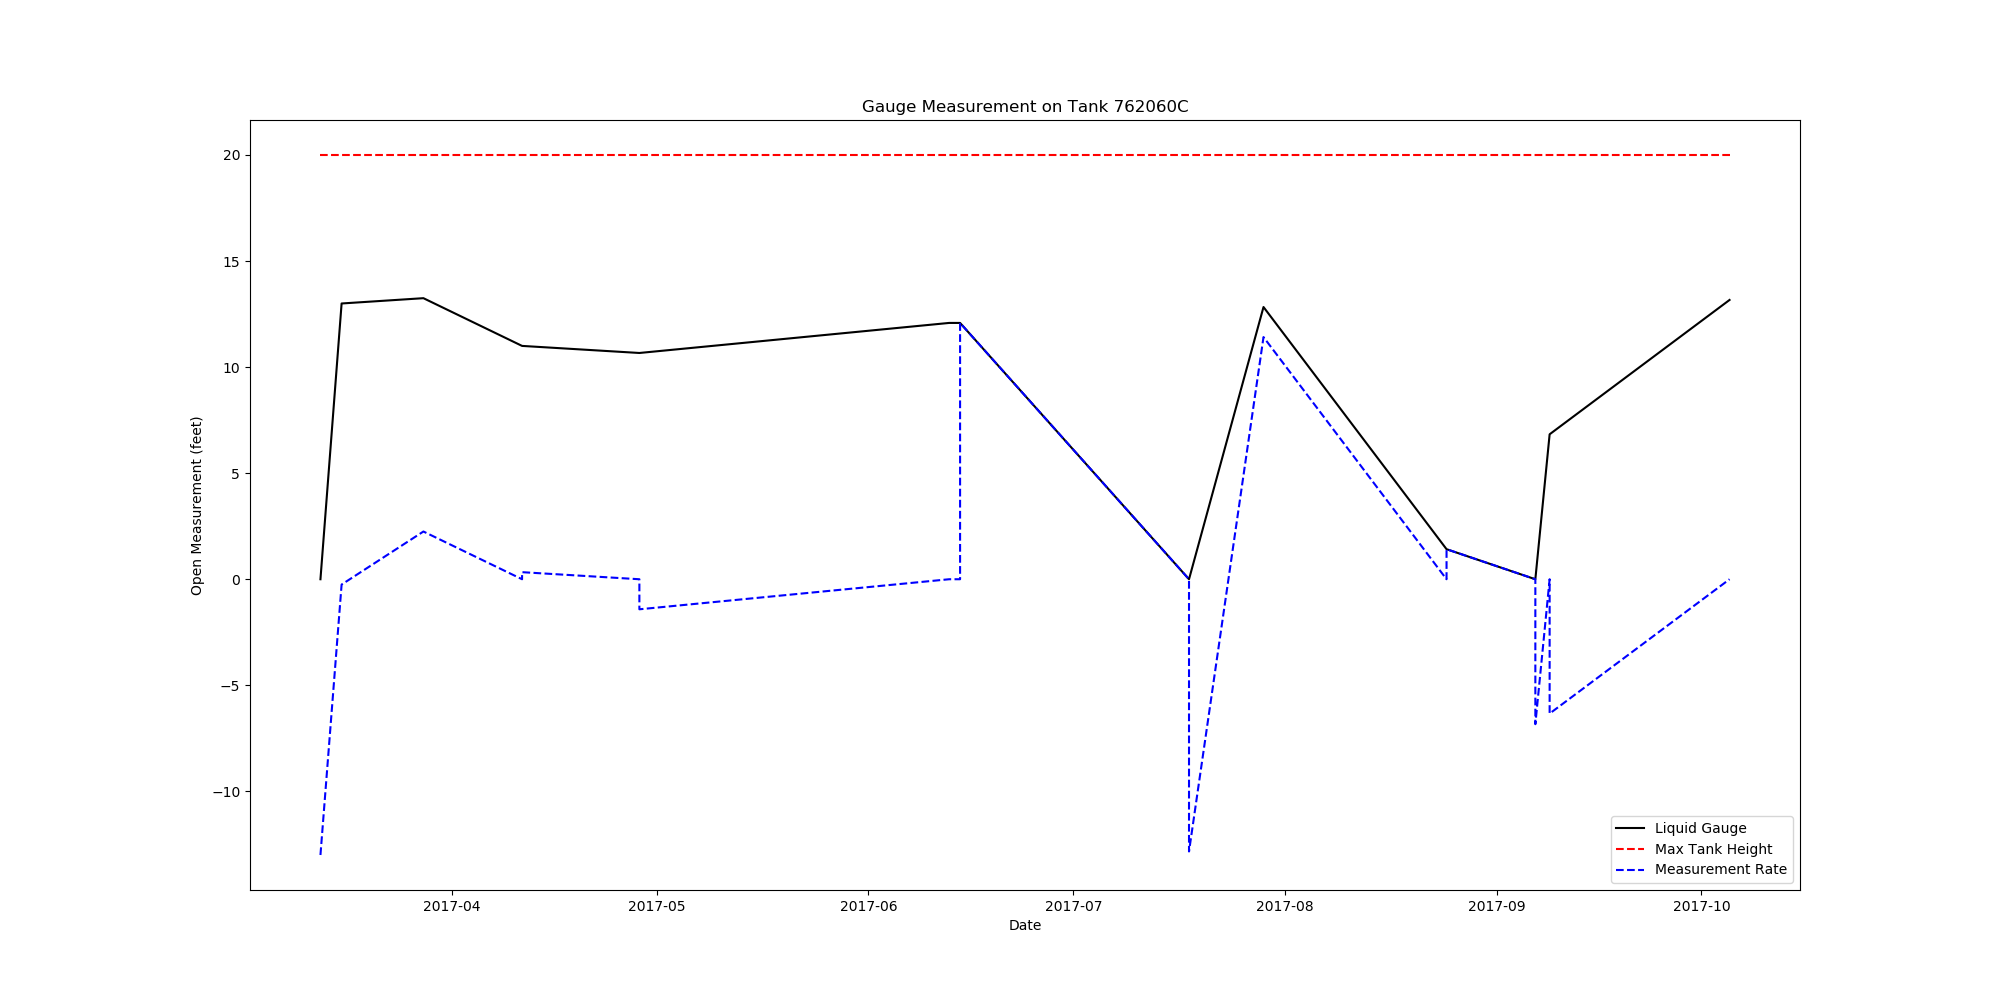 Gauge Measurement on Tank 762060C
20
15
10
5
0
−5
−10
Open Measurement (feet)
2017-04 2017-05 2017-06 2017-07 2017-08 2017-09 2017-10
Date
Liquid Gauge
Max Tank Height
Measurement Rate